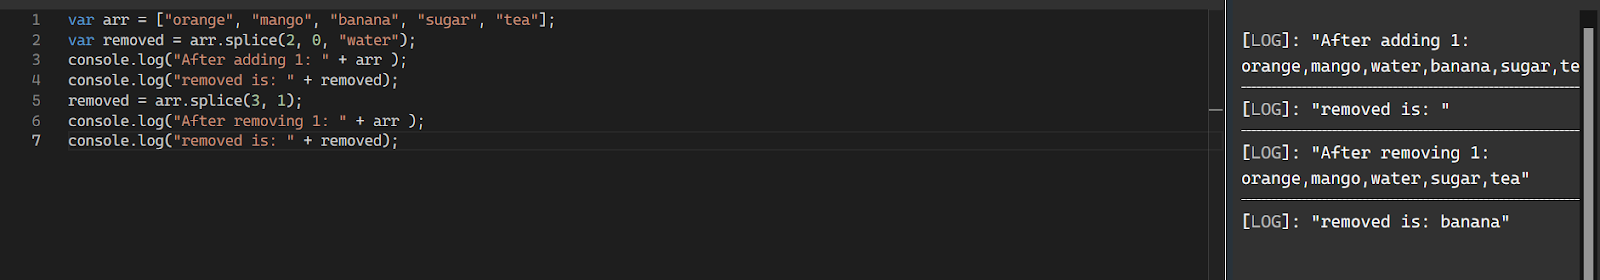 1 var arr = ["orange", "mango", "banana", "sugar", "tea"];
2 var removed = arr.splice(2, 0, "water");
3 console.log("After adding 1: " + arr );
4 console.log("removed is: " + removed);
5 removed = arr.splice(3, 1);
6 console.log("After removing 1: " + arr );
7 console.log("removed is: " + removed);
[LOG]: "After adding 1:
orange,mango,water,banana,sugar,te
[LOG]: "removed is: "
[LOG]: "After removing 1:
orange,mango,water,sugar,tea"
[LOG]: "removed is: banana"